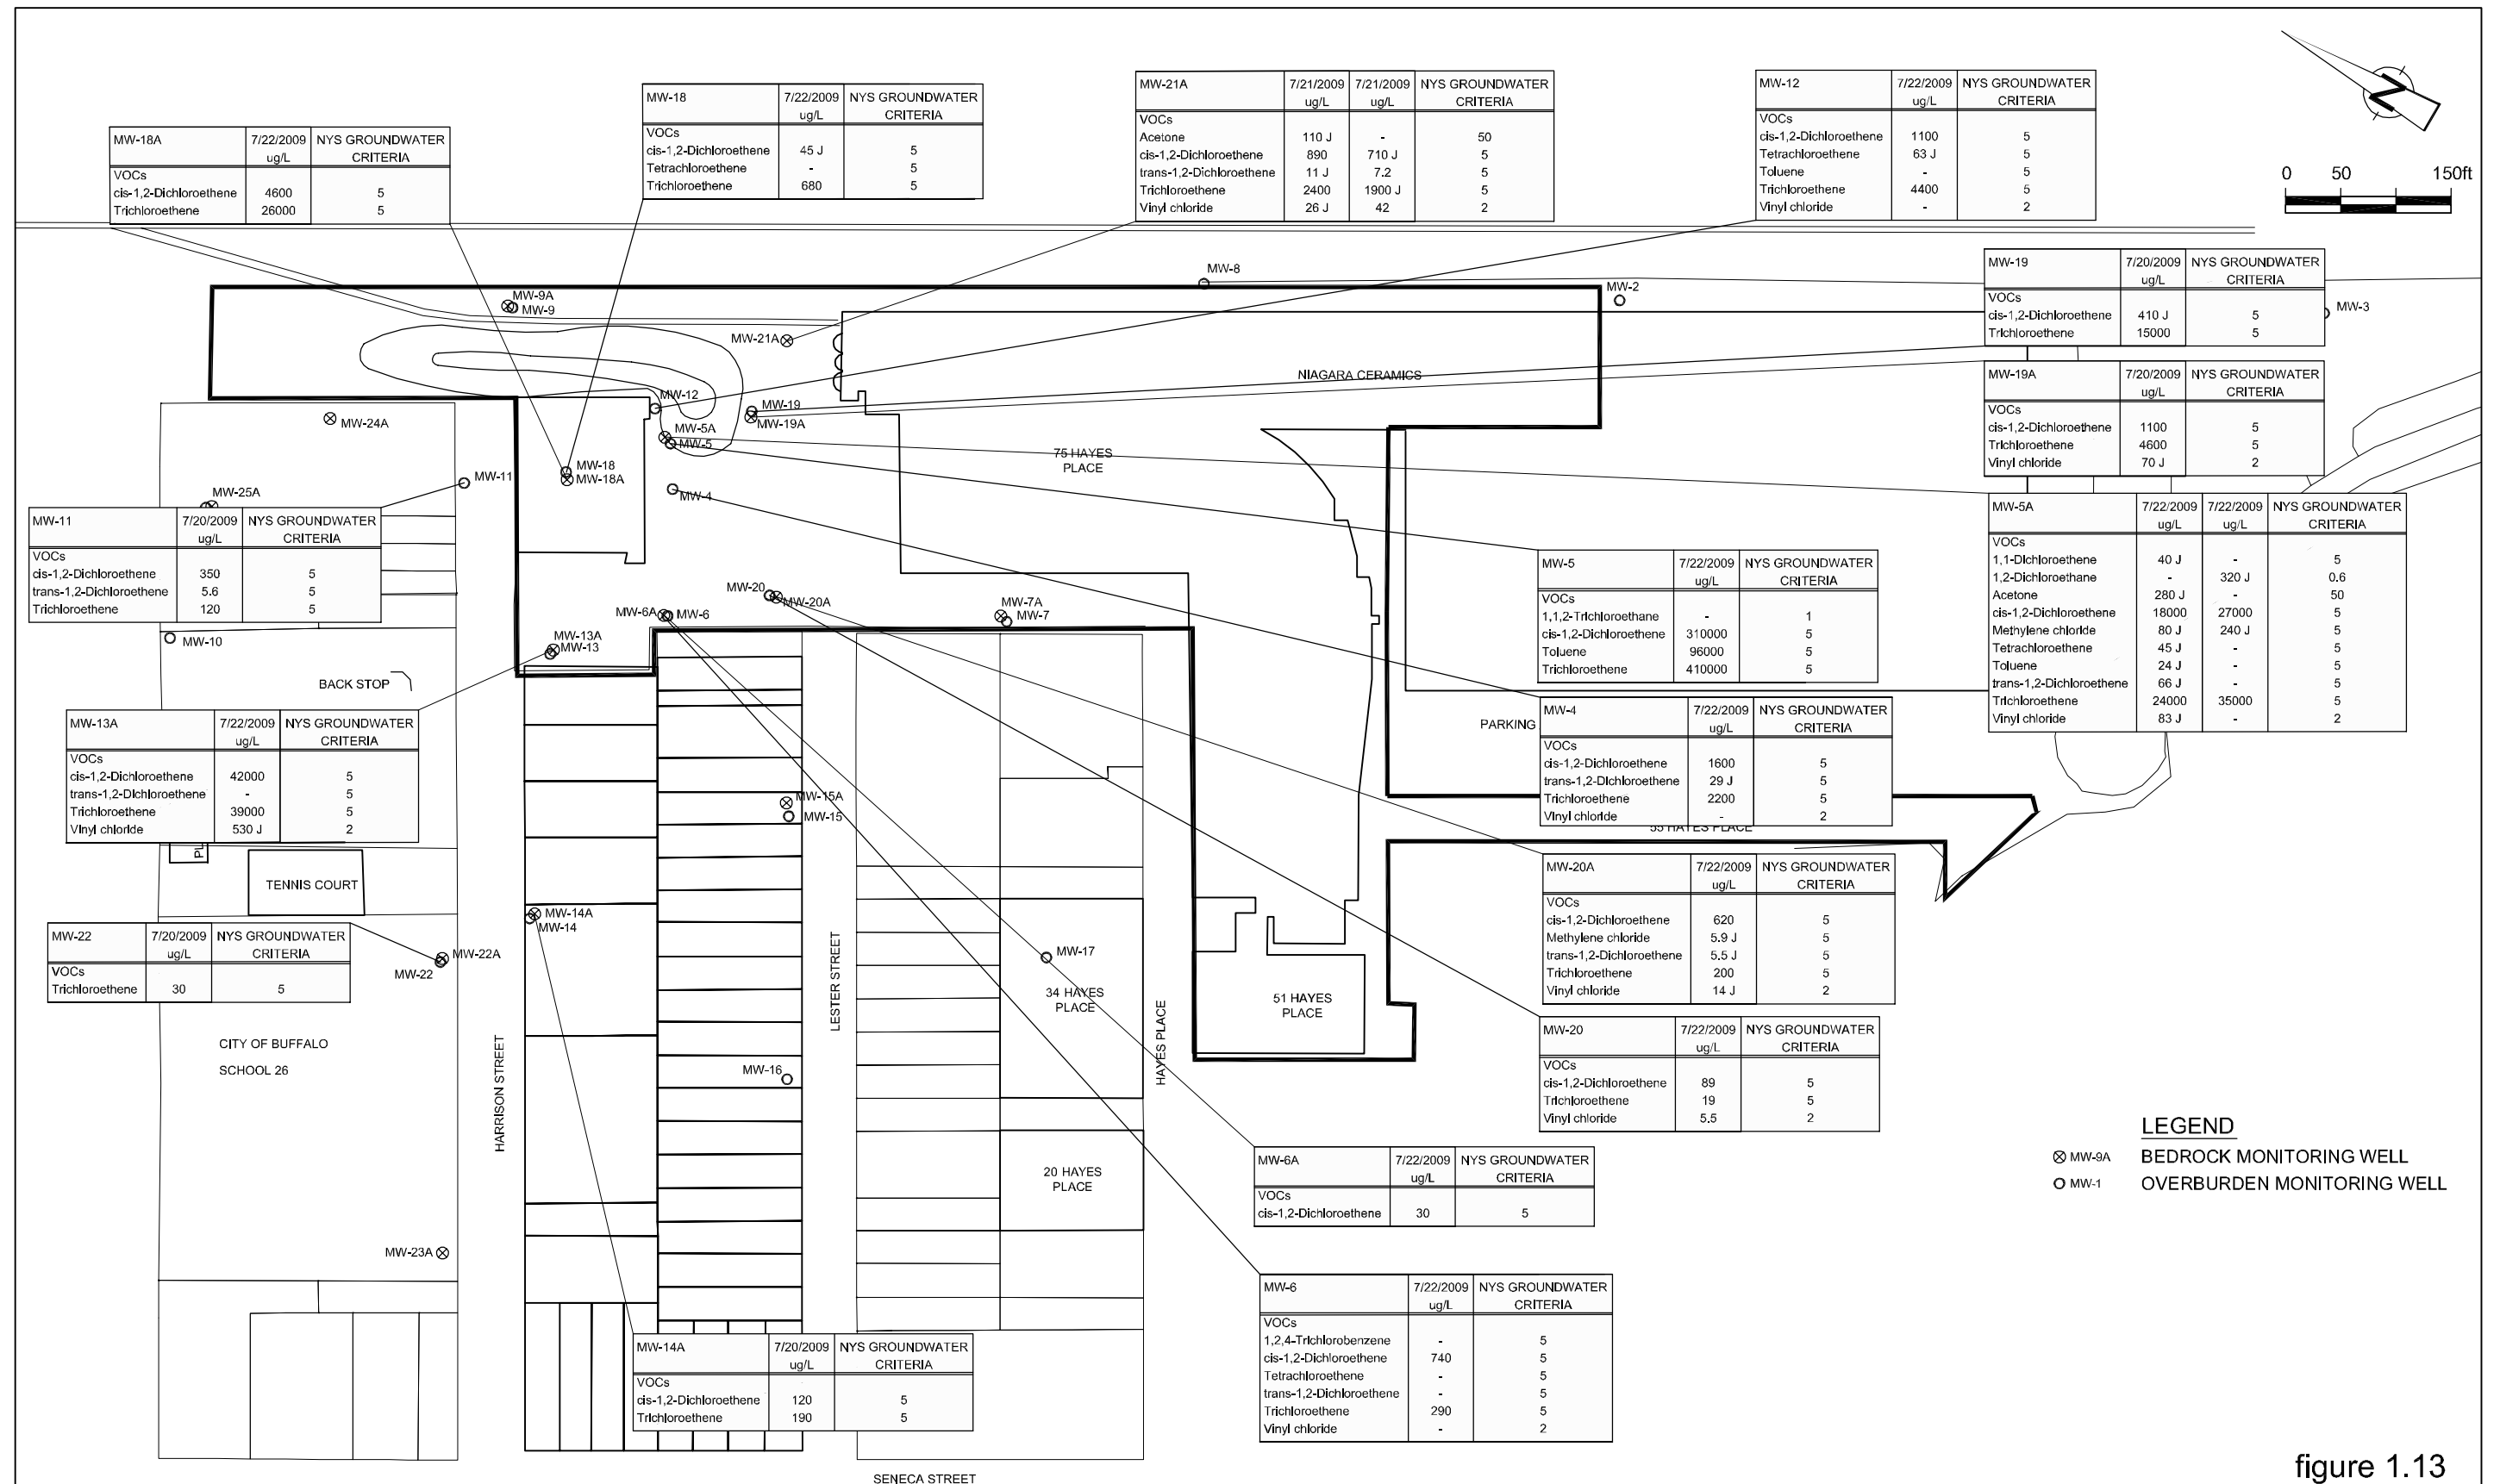 MW-18A 7/22/2009 NYS GROUNDWATER
ug/L CRITERIA
VOCs
cis-1,2-Dichloroethene 4600 5
Trichloroethene 26000 5
MW-18 7/22/2009 NYS GROUNDWATER
ug/L CRITERIA
VOCs
cis-1,2-Dichloroethene 45 J 5
Tetrachloroethene - 5
Trichloroethene 680 5
MW-21A 7/21/2009 7/21/2009 NYS GROUNDWATER
ug/L ug/L CRITERIA
VOCs
Acetone 110 J - 50
cis-1,2-Dichloroethene 890 710 J 5
trans-1,2-Dichloroethene 11 J 7.2 5
Trichloroethene 2400 1900 J 5
Vinyl chloride 26 J 42 2
MW-12 7/22/2009 NYS GROUNDWATER
ug/L CRITERIA
VOCs
cis-1,2-Dichloroethene 1100 5
Tetrachloroethene 63 J 5
Toluene - 5
Trichloroethene 4400 5
Vinyl chloride - 2
N
0 50 150ft
MW-19 7/20/2009 NYS GROUNDWATER
ug/L CRITERIA
VOCs
cis-1,2-Dichloroethene 410 J 5
Trichloroethene 15000 5
MW-19A 7/20/2009 NYS GROUNDWATER
ug/L CRITERIA
VOCs
cis-1,2-Dichloroethene 1100 5
Trichloroethene 4600 5
Vinyl chloride 70 J 2
MW-5A 7/22/2009 7/22/2009 NYS GROUNDWATER
ug/L ug/L CRITERIA
VOCs
1,1-Dichloroethene 40 J - 5
1,2-Dichloroethane - 320 J 0.6
Acetone 280 J - 50
cis-1,2-Dichloroethene 18000 27000 5
Methylene chloride 80 J 240 J 5
Tetrachloroethene 45 J - 5
Toluene 24 J - 5
trans-1,2-Dichloroethene 66 J - 5
Trichloroethene 24000 35000 5
Vinyl chloride 83 J - 2
MW-8
MW-2
MW-3
MW-9A
MW-9
MW-21A
NIAGARA CERAMICS
MW-12
MW-19
MW-19A
MW-24A
MW-5A
MW-5
75 HAYES
PLACE
MW-18
MW-18A
MW-11
MW-4
MW-25A
MW-11 7/20/2009 NYS GROUNDWATER
ug/L CRITERIA
VOCs
cis-1,2-Dichloroethene 350 5
trans-1,2-Dichloroethene 5.6 5
Trichloroethene 120 5
MW-5 7/22/2009 NYS GROUNDWATER
ug/L CRITERIA
VOCs
1,1,2-Trichloroethane - 1
cis-1,2-Dichloroethene 310000 5
Toluene 96000 5
Trichloroethene 410000 5
MW-20
MW-20A
MW-6A
MW-6
MW-7A
MW-7
MW-10
MW-13A
MW-13
BACK STOP
MW-13A 7/22/2009 NYS GROUNDWATER
ug/L CRITERIA
VOCs
cis-1,2-Dichloroethene 42000 5
trans-1,2-Dichloroethene - 5
Trichloroethene 39000 5
Vinyl chloride 530 J 2
PARKING
MW-4 7/22/2009 NYS GROUNDWATER
ug/L CRITERIA
VOCs
cis-1,2-Dichloroethene 1600 5
trans-1,2-Dichloroethene 29 J 5
Trichloroethene 2200 5
Vinyl chloride - 2
55 HAYES PLACE
MW-15A
MW-15
PL
TENNIS COURT
MW-20A 7/22/2009 NYS GROUNDWATER
ug/L CRITERIA
VOCs
cis-1,2-Dichloroethene 620 5
Methylene chloride 5.9 J 5
trans-1,2-Dichloroethene 5.5 J 5
Trichloroethene 200 5
Vinyl chloride 14 J 2
MW-14A
MW-14
MW-22 7/20/2009 NYS GROUNDWATER
ug/L CRITERIA
VOCs
Trichloroethene 30 5
MW-22A
MW-22
MW-17
LESTER STREET
34 HAYES
PLACE
51 HAYES
PLACE
HAYES PLACE
CITY OF BUFFALO
SCHOOL 26
HARRISON STREET
MW-16
MW-20 7/22/2009 NYS GROUNDWATER
ug/L CRITERIA
VOCs
cis-1,2-Dichloroethene 89 5
Trichloroethene 19 5
Vinyl chloride 5.5 2
20 HAYES
PLACE
MW-6A 7/22/2009 NYS GROUNDWATER
ug/L CRITERIA
VOCs
cis-1,2-Dichloroethene 30 5
LEGEND
MW-9A BEDROCK MONITORING WELL
MW-1 OVERBURDEN MONITORING WELL
MW-23A
MW-6 7/22/2009 NYS GROUNDWATER
ug/L CRITERIA
VOCs
1,2,4-Trichlorobenzene - 5
cis-1,2-Dichloroethene 740 5
Tetrachloroethene - 5
trans-1,2-Dichloroethene - 5
Trichloroethene 290 5
Vinyl chloride - 2
MW-14A 7/20/2009 NYS GROUNDWATER
ug/L CRITERIA
VOCs
cis-1,2-Dichloroethene 120 5
Trichloroethene 190 5
SENECA STREET
figure 1.13